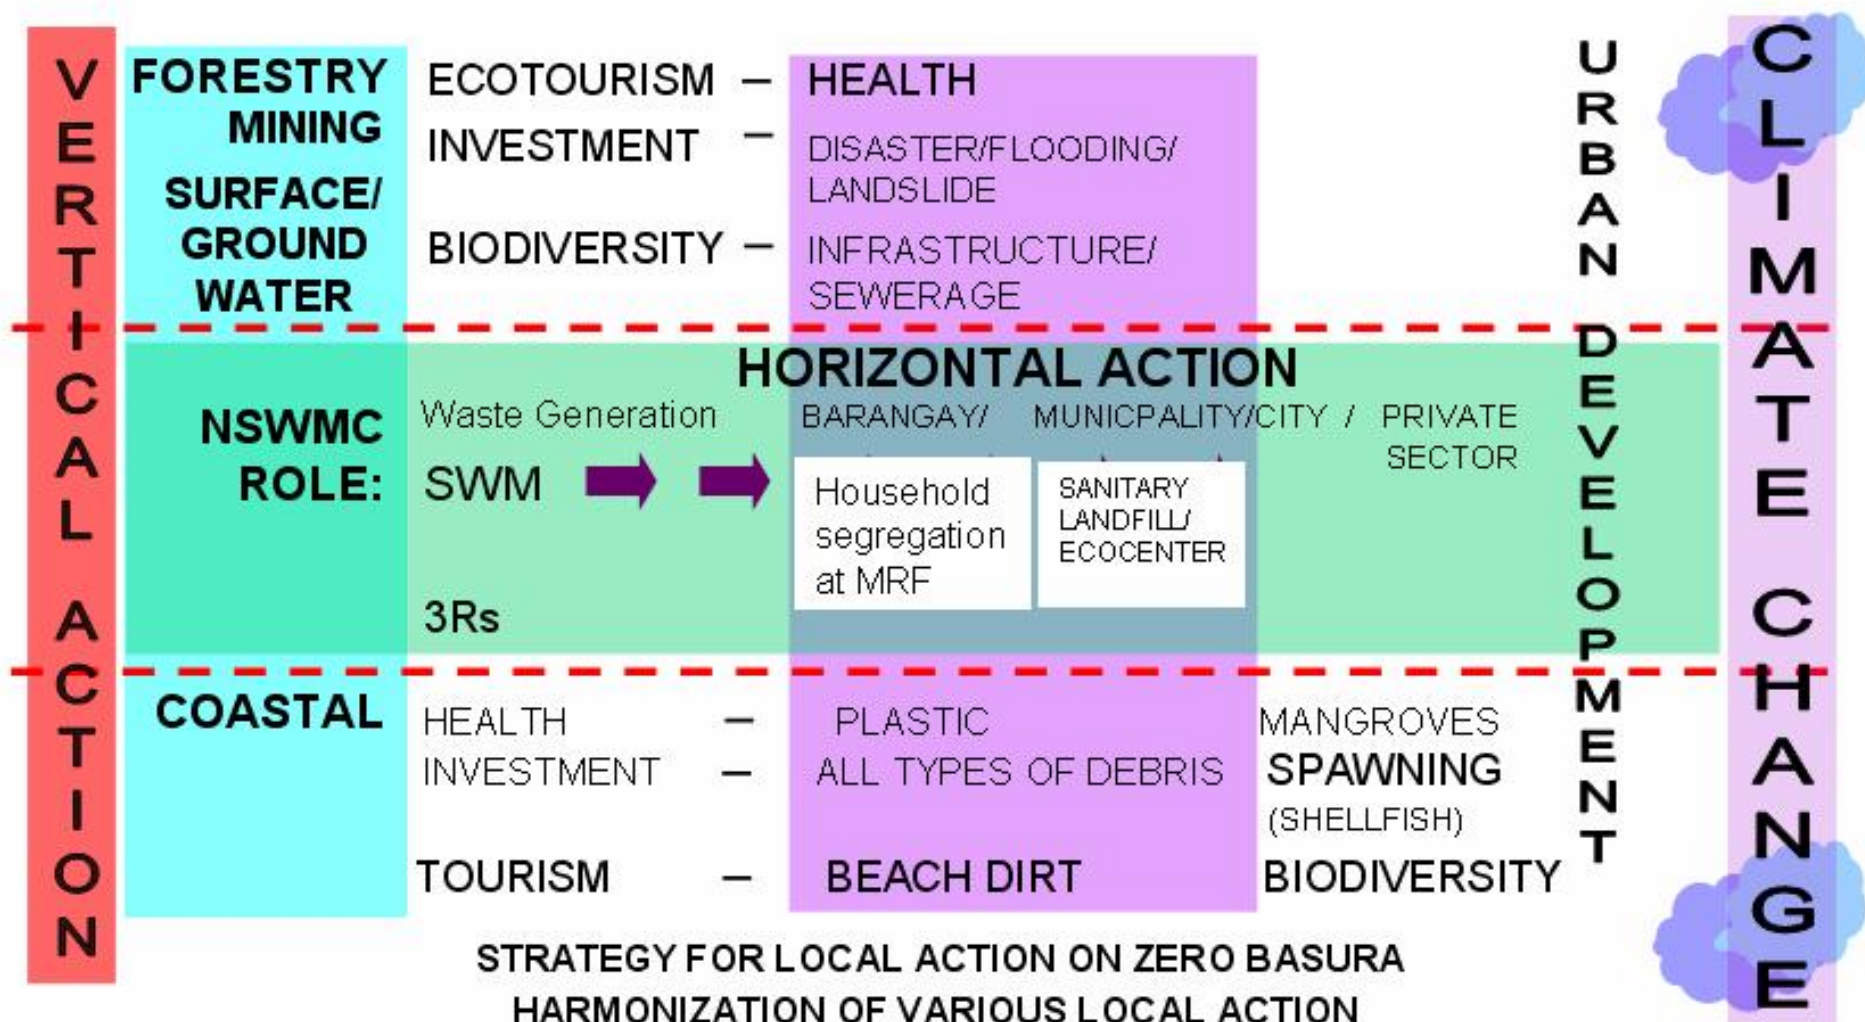 VERTICAL ACTION
FORESTRY
MINING
SURFACE/
GROUND
WATER
ECOTOURISM –
INVESTMENT –
BIODIVERSITY –
HEALTH
DISASTER/FLOODING/
LANDSLIDE
INFRASTRUCTURE/
SEWERAGE
HORIZONTAL ACTION
NSWMC
ROLE:
Waste Generation
SWM
3Rs
BARANGAY/ MUNICPALITY/CITY / PRIVATE
SECTOR
Household
segregation
at MRF
SANITARY
LANDFILL/
ECOCENTER
COASTAL
HEALTH – PLASTIC
INVESTMENT – ALL TYPES OF DEBRIS
TOURISM – BEACH DIRT
MANGROVES
SPAWNING
(SHELLFISH)
BIODIVERSITY
URBAN DEVELOPMENT
CLIMATE CHANGE
STRATEGY FOR LOCAL ACTION ON ZERO BASURA
HARMONIZATION OF VARIOUS LOCAL ACTION